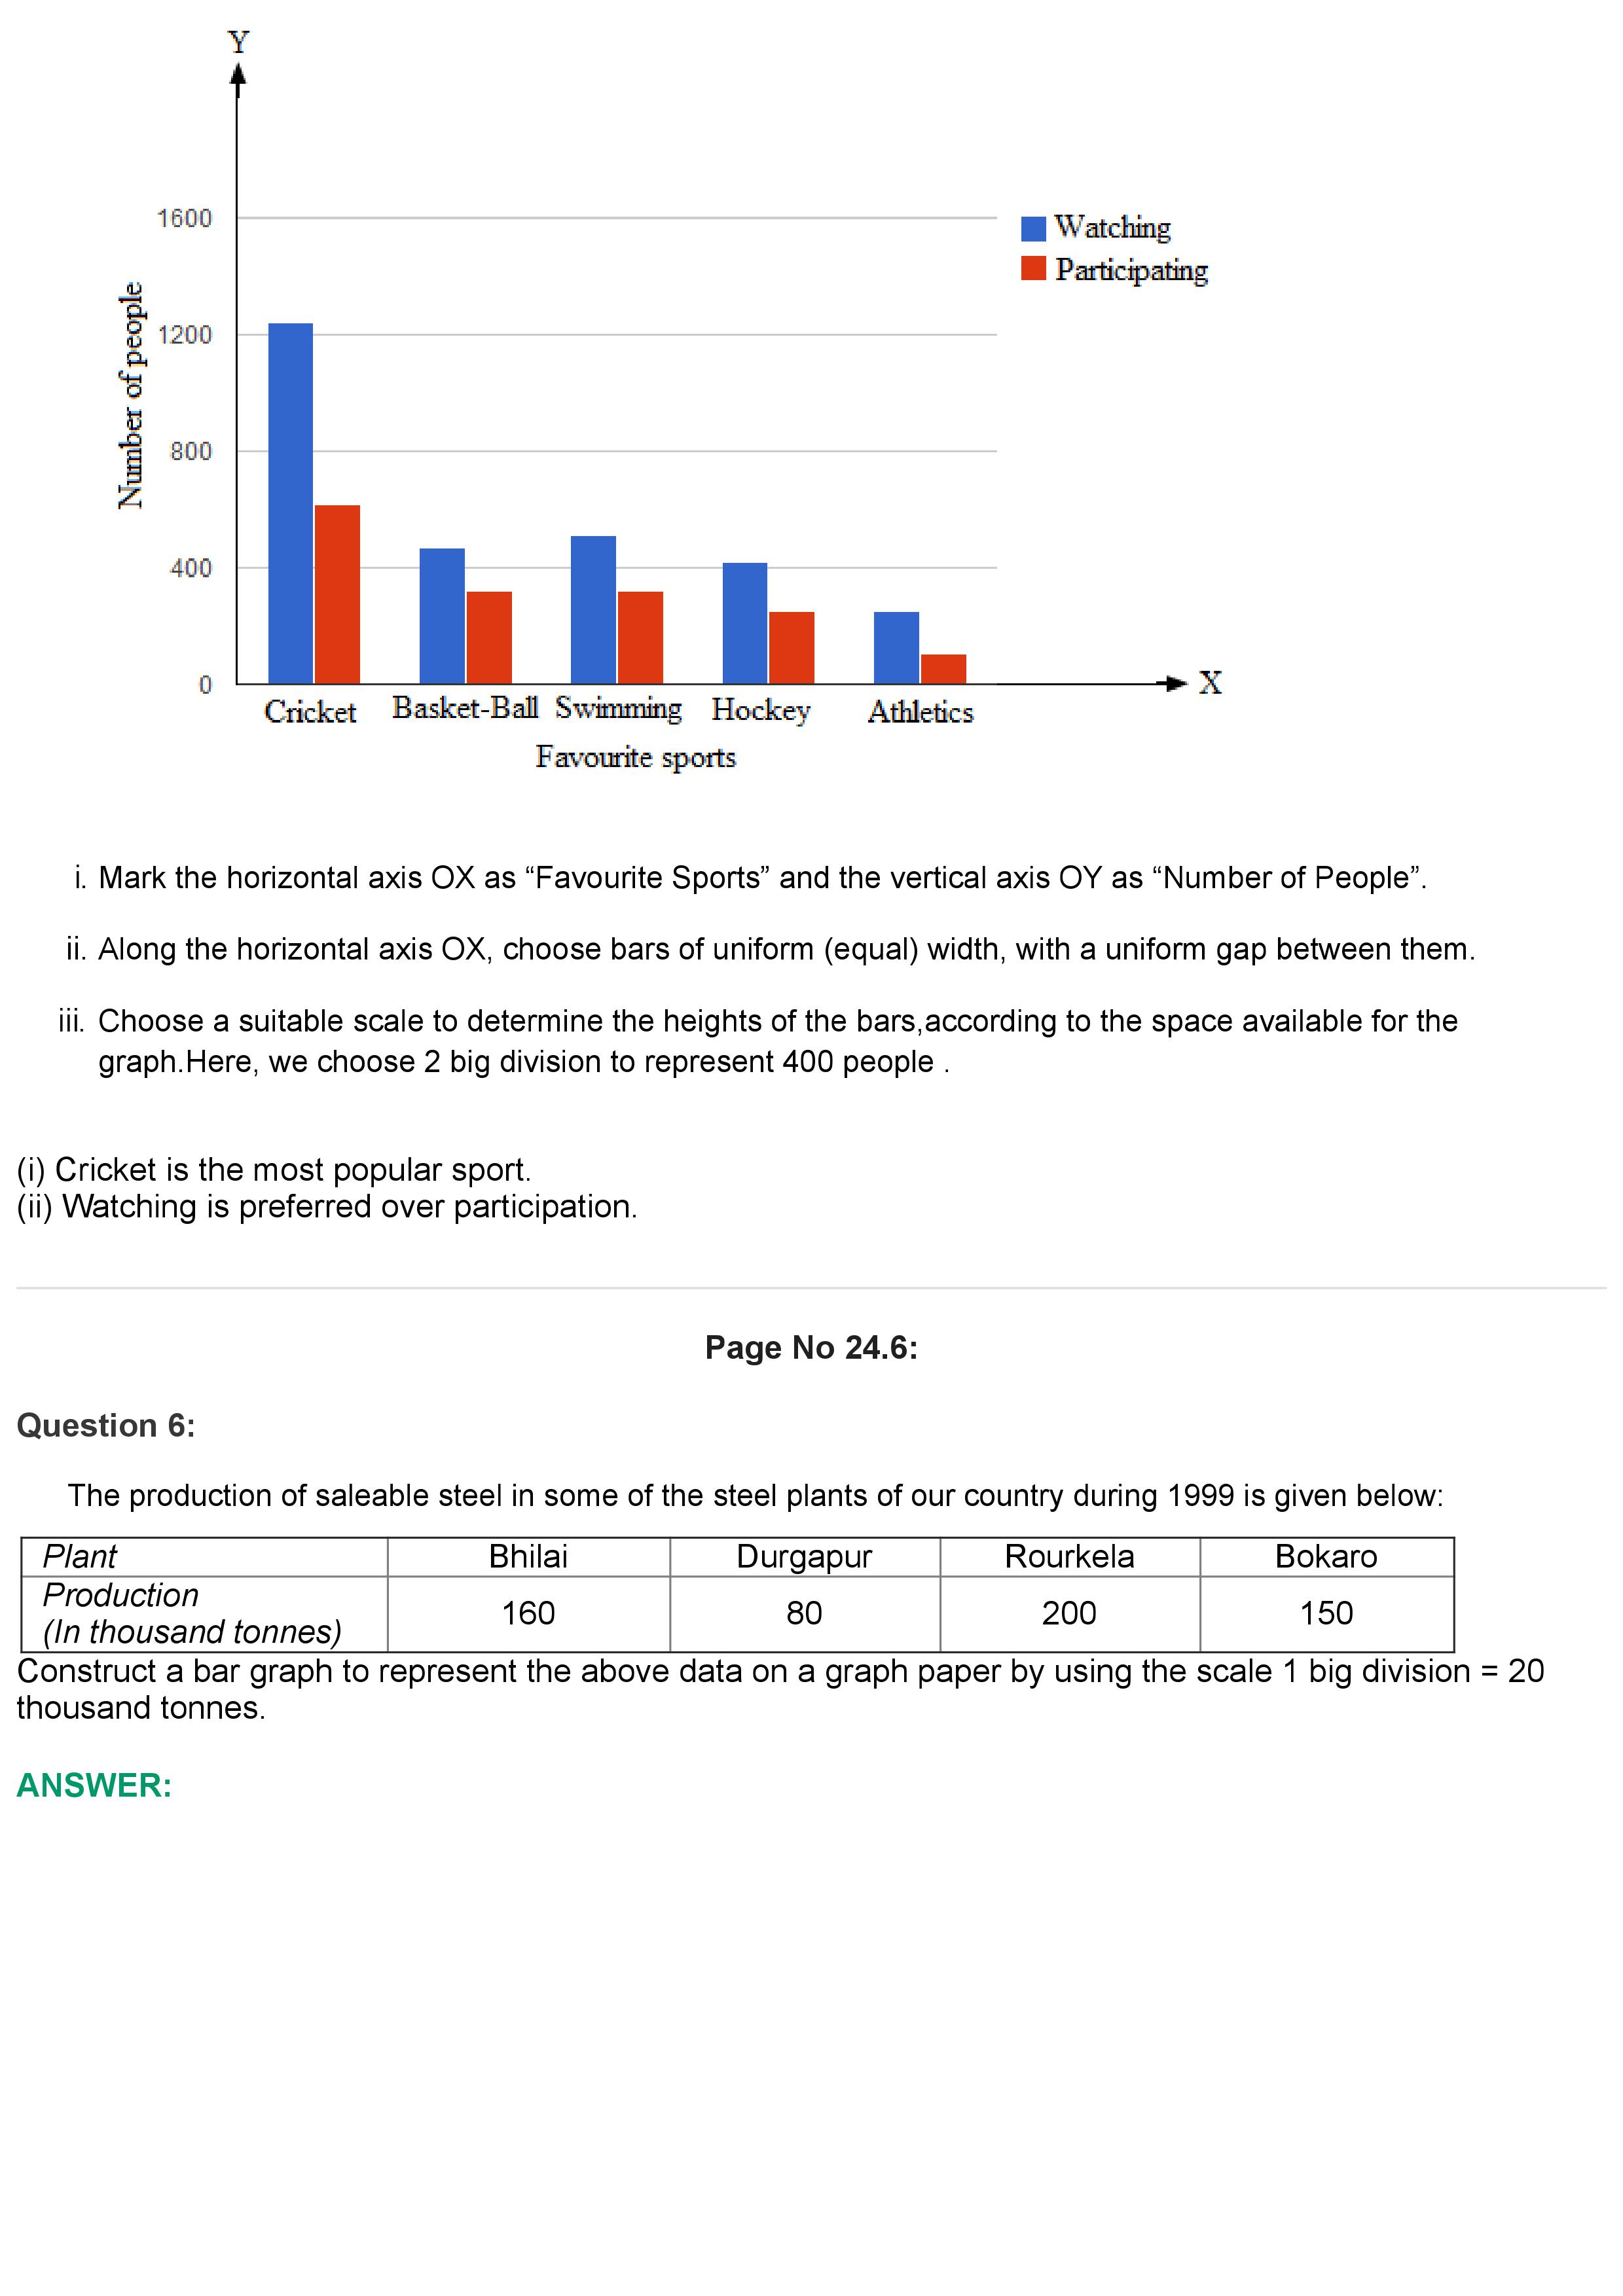 Y
1600
1200
800
400
0
Number of people
Watching
Participating
X
Cricket Basket-Ball Swimming Hockey Athletics
Favourite sports
i. Mark the horizontal axis OX as “Favourite Sports” and the vertical axis OY as “Number of People”.
ii. Along the horizontal axis OX, choose bars of uniform (equal) width, with a uniform gap between them.
iii. Choose a suitable scale to determine the heights of the bars,according to the space available for the
graph.Here, we choose 2 big division to represent 400 people .
(i) Cricket is the most popular sport.
(ii) Watching is preferred over participation.
Page No 24.6:
Question 6:
The production of saleable steel in some of the steel plants of our country during 1999 is given below:
Plant Bhilai Durgapur Rourkela Bokaro
Production
(In thousand tonnes) 160 80 200 150
Construct a bar graph to represent the above data on a graph paper by using the scale 1 big division = 20
thousand tonnes.
ANSWER: